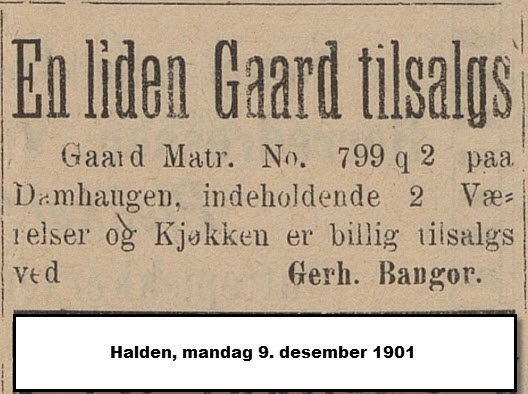 En liden Gaard tilsalgs
Gaard Matr. No. 799 q 2 paa
Damhaugen, indeholdende 2 Væ-
relser og Kjøkken er billig tilsalgs
ved Gerh. Bangor.
Halden, mandag 9. desember 1901